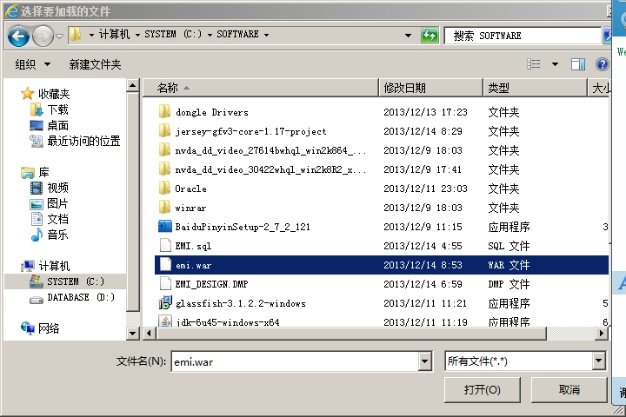 选择要加载的文件
计算机 SYSTEM (C:) SOFTWARE
搜索 SOFTWARE
组织 新建文件夹
收藏夹
下载
桌面
最近访问的位置
库
视频
图片
文档
音乐
计算机
SYSTEM (C:)
DATABASE (D:)
网络
名称 修改日期 类型 大小
dongle Drivers 2013/12/13 17:23 文件夹
jersey-gfv3-core-1.17-project 2013/12/14 8:29 文件夹
nvda_dd_video_27614bwhql_win2k864_... 2013/12/9 18:03 文件夹
nvda_dd_video_30422whql_win2k8R2_x... 2013/12/9 17:41 文件夹
Oracle 2013/12/11 23:03 文件夹
winrar 2013/12/9 18:03 文件夹
BaiduPinyinSetup-2_7_2_121 2013/12/9 11:15 应用程序 3
EMI.sql 2013/12/14 4:55 SQL 文件
emi.war 2013/12/14 8:53 WAR 文件
EMI_DESIGN.DMP 2013/12/14 6:59 DMP 文件
glassfish-3.1.2.2-windows 2013/12/11 11:21 应用程序 5
jdk-6u45-windows-x64 2013/12/11 11:19 应用程序 6
文件名(N): emi.war 所有文件(*.*)
打开(O) 取消